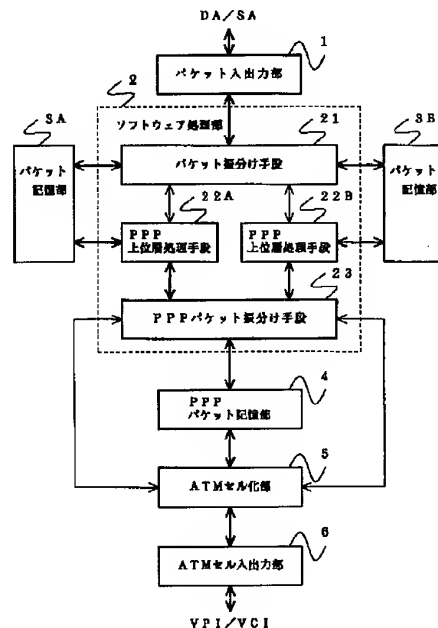 DA/SA
1
パケット入出力部
2
ソフトウェア処理部
21
3A
パケット
記憶部
パケット振分け手段
3B
パケット
記憶部
22A
22B
PPP
上位層処理手段
PPP
上位層処理手段
23
PPPパケット振分け手段
4
PPP
パケット記憶部
5
ATMセル化部
6
ATMセル入出力部
VPI/VCI